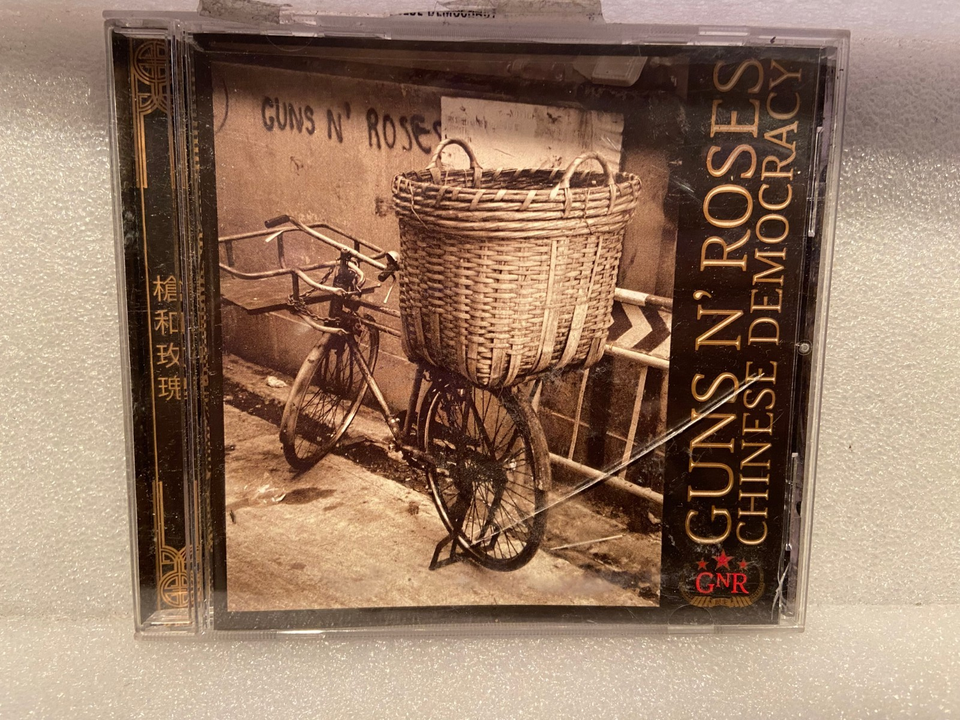 GUNS N' ROSES
GUNS N' ROSES
CHINESE DEMOCRACY
GNR
槍和玫瑰